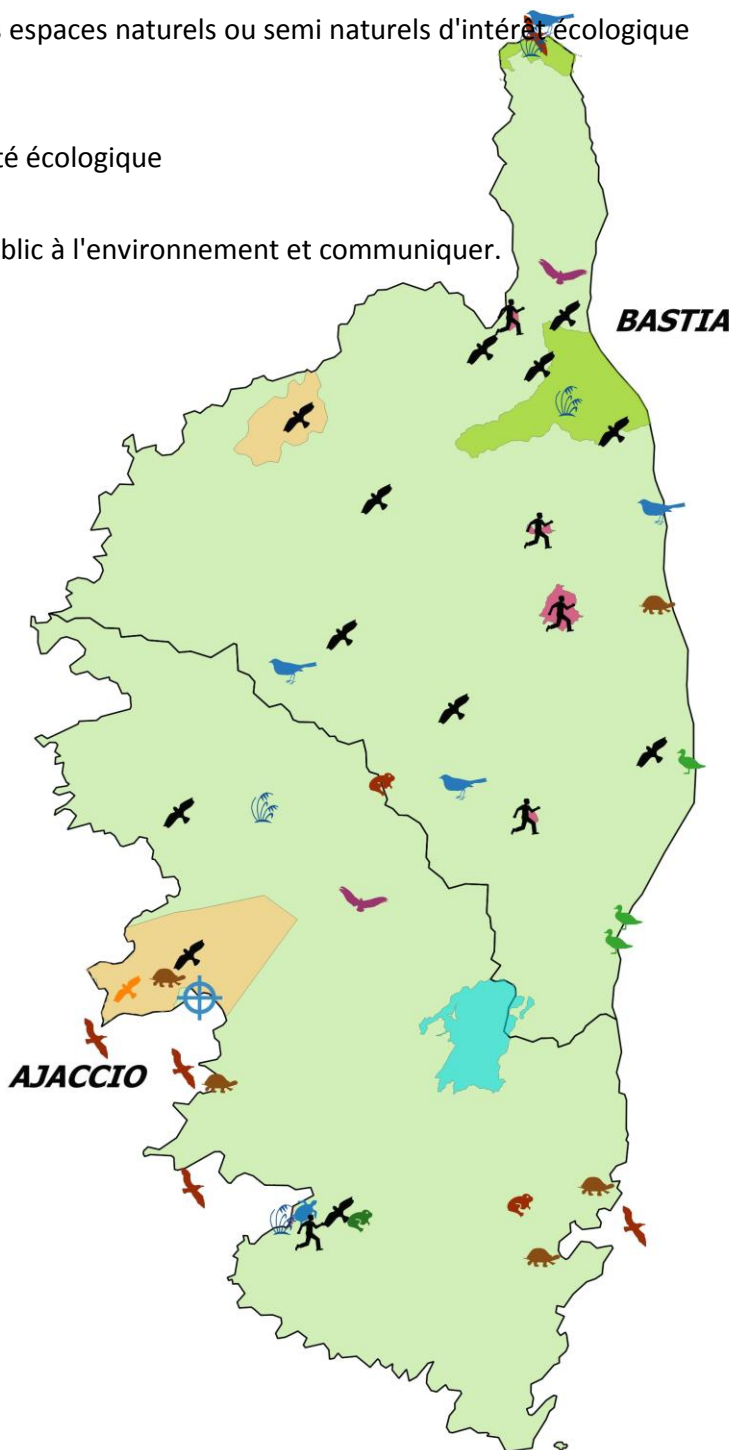 s espaces naturels ou semi naturels d'intérêt écologique
té écologique
blic à l'environnement et communiquer.
BASTIA
AJACCIO